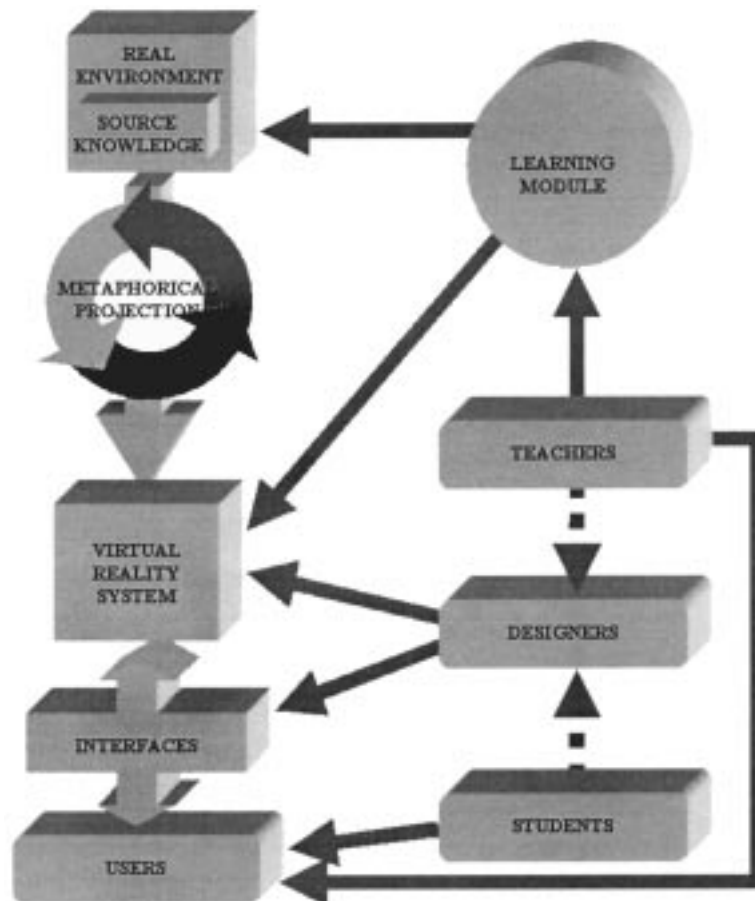 REAL
ENVIRONMENT
SOURCE
KNOWLEDGE
LEARNING
MODULE
METAPHORICAL
PROJECTION
TEACHERS
VIRTUAL
REALITY
SYSTEM
DESIGNERS
INTERFACES
STUDENTS
USERS